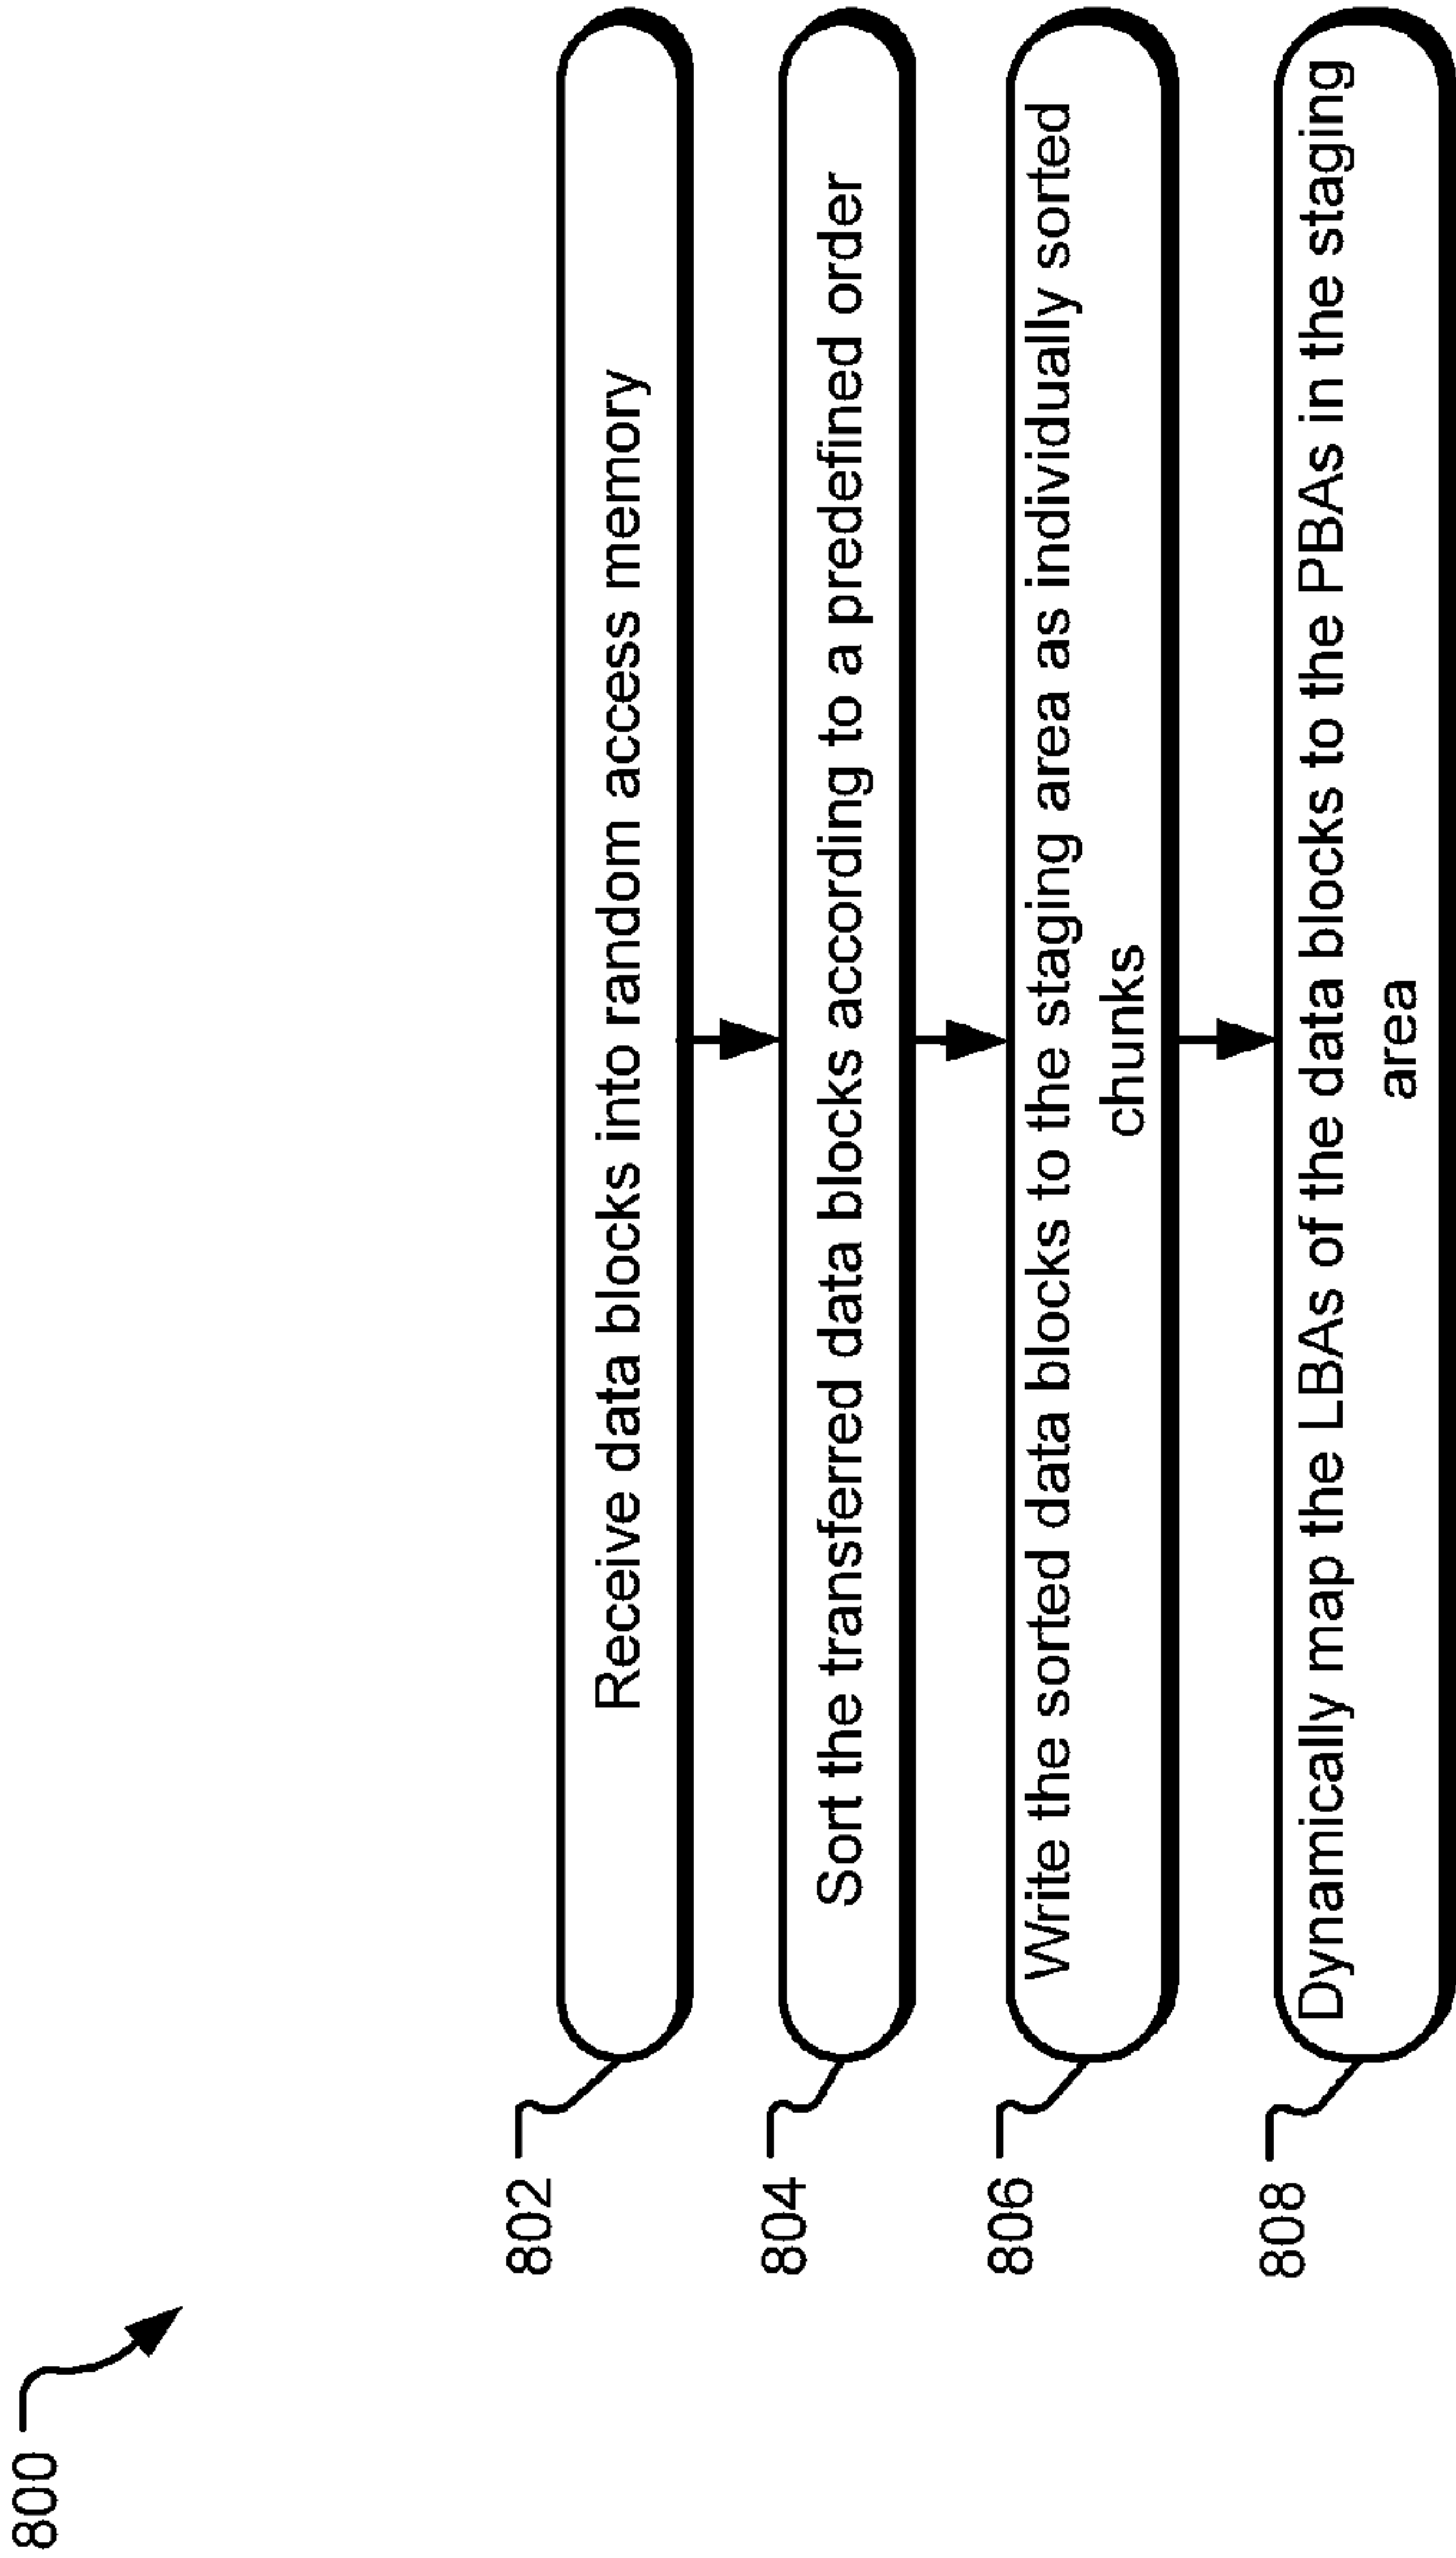 800
802
Receive data blocks into random access memory
804
Sort the transferred data blocks according to a predefined order
806
Write the sorted data blocks to the staging area as individually sorted
chunks
808
Dynamically map the LBAs of the data blocks to the PBAs in the staging
area